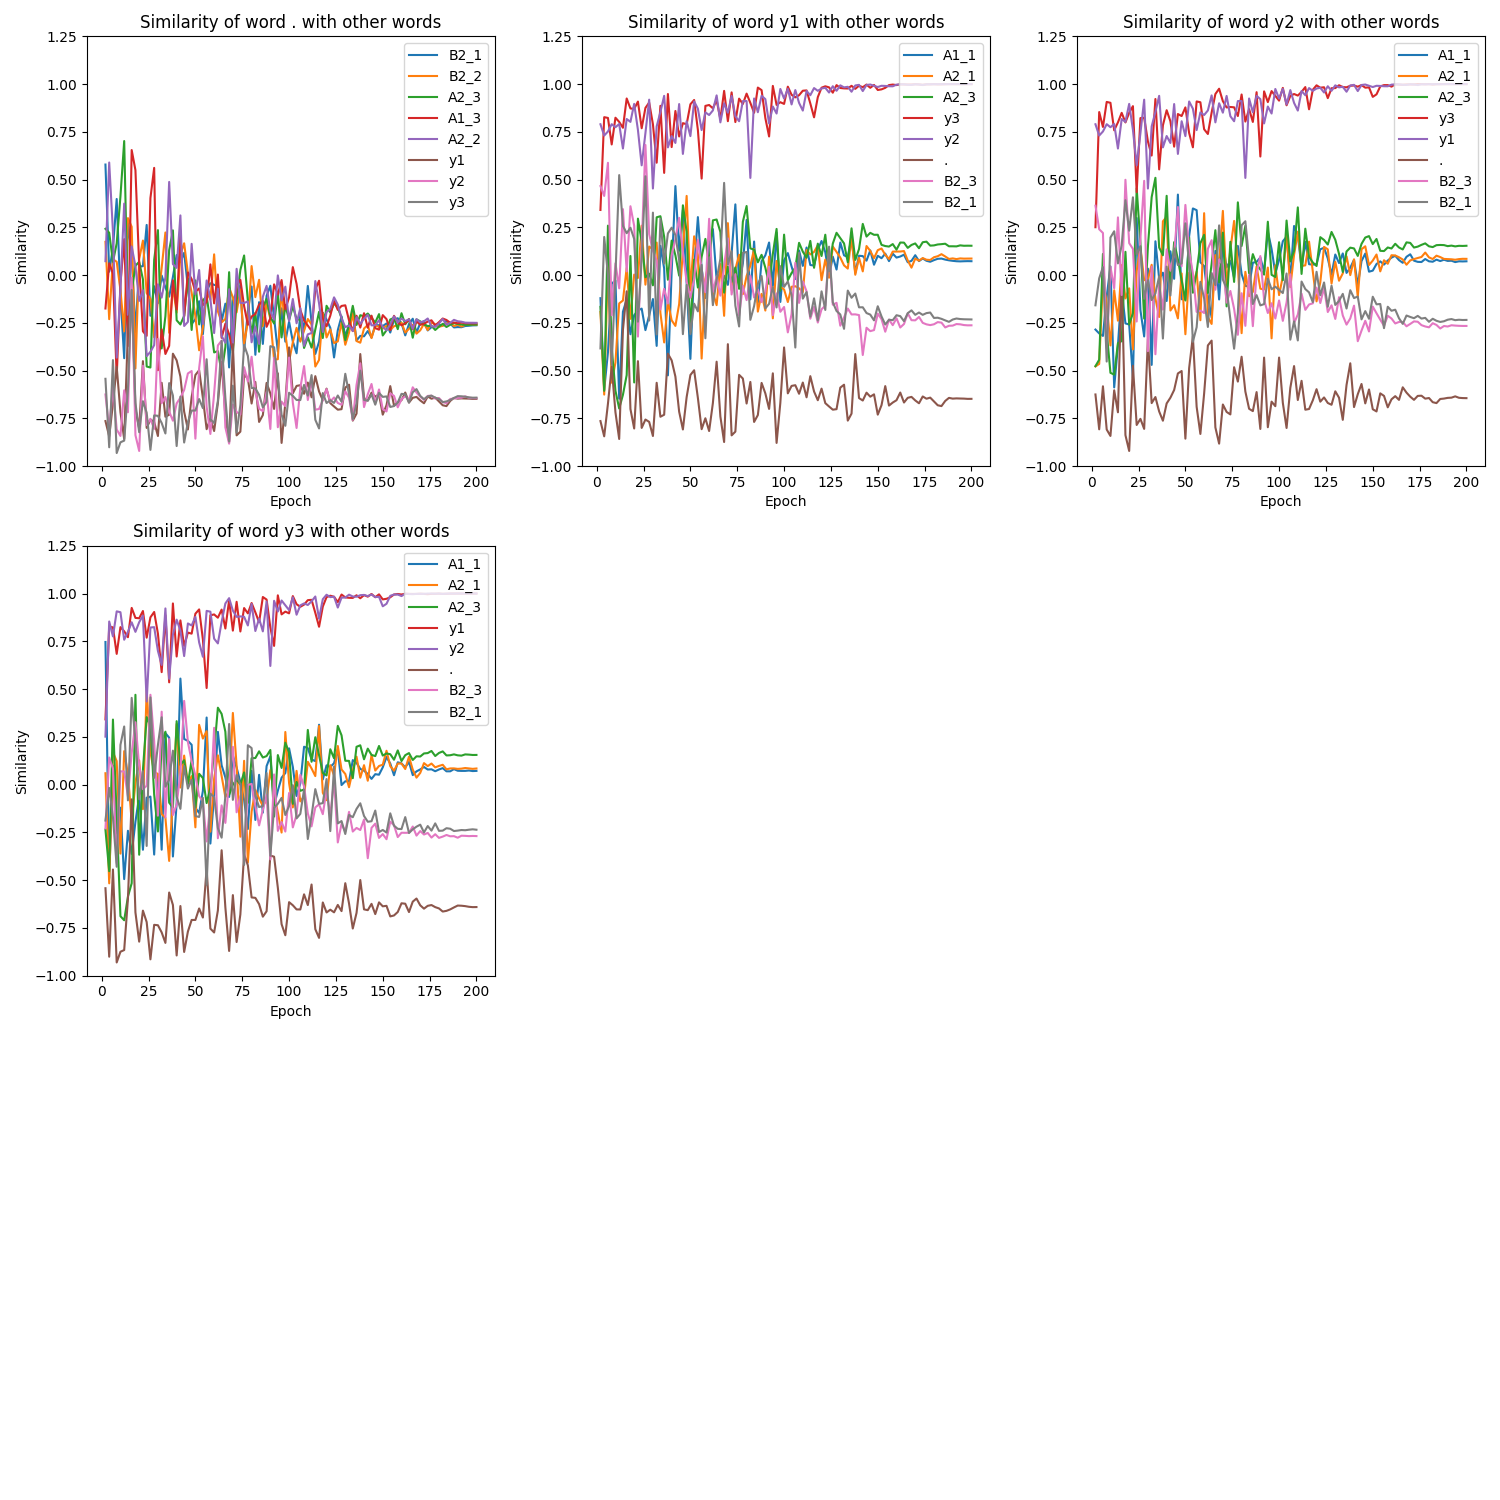 Similarity of word . with other words
1.25
1.00
0.75
0.50
0.25
0.00
−0.25
−0.50
−0.75
−1.00
Similarity
0 25 50 75 100 125 150 175 200
Epoch
B2_1
B2_2
A2_3
A1_3
A2_2
y1
y2
y3
Similarity of word y1 with other words
1.25
1.00
0.75
0.50
0.25
0.00
−0.25
−0.50
−0.75
−1.00
Similarity
0 25 50 75 100 125 150 175 200
Epoch
A1_1
A2_1
A2_3
y3
y2
.
B2_3
B2_1
Similarity of word y2 with other words
1.25
1.00
0.75
0.50
0.25
0.00
−0.25
−0.50
−0.75
−1.00
Similarity
0 25 50 75 100 125 150 175 200
Epoch
A1_1
A2_1
A2_3
y3
y1
.
B2_3
B2_1
Similarity of word y3 with other words
1.25
1.00
0.75
0.50
0.25
0.00
−0.25
−0.50
−0.75
−1.00
Similarity
0 25 50 75 100 125 150 175 200
Epoch
A1_1
A2_1
A2_3
y1
y2
.
B2_3
B2_1